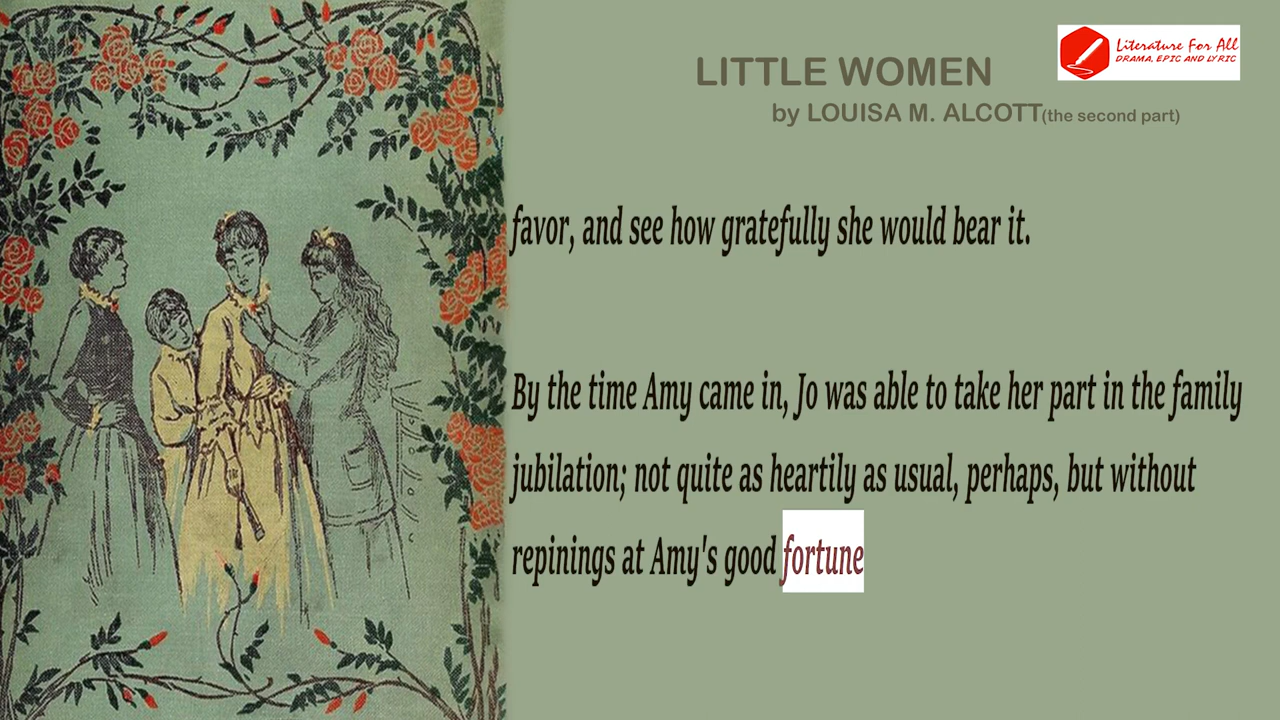 LITTLE WOMEN
by LOUISA M. ALCOTT(the second part)
Literature For All
DRAMA, EPIC AND LYRIC
favor, and see how gratefully she would bear it.
By the time Amy came in, Jo was able to take her part in the family
jubilation; not quite as heartily as usual, perhaps, but without
repinings at Amy's good fortune